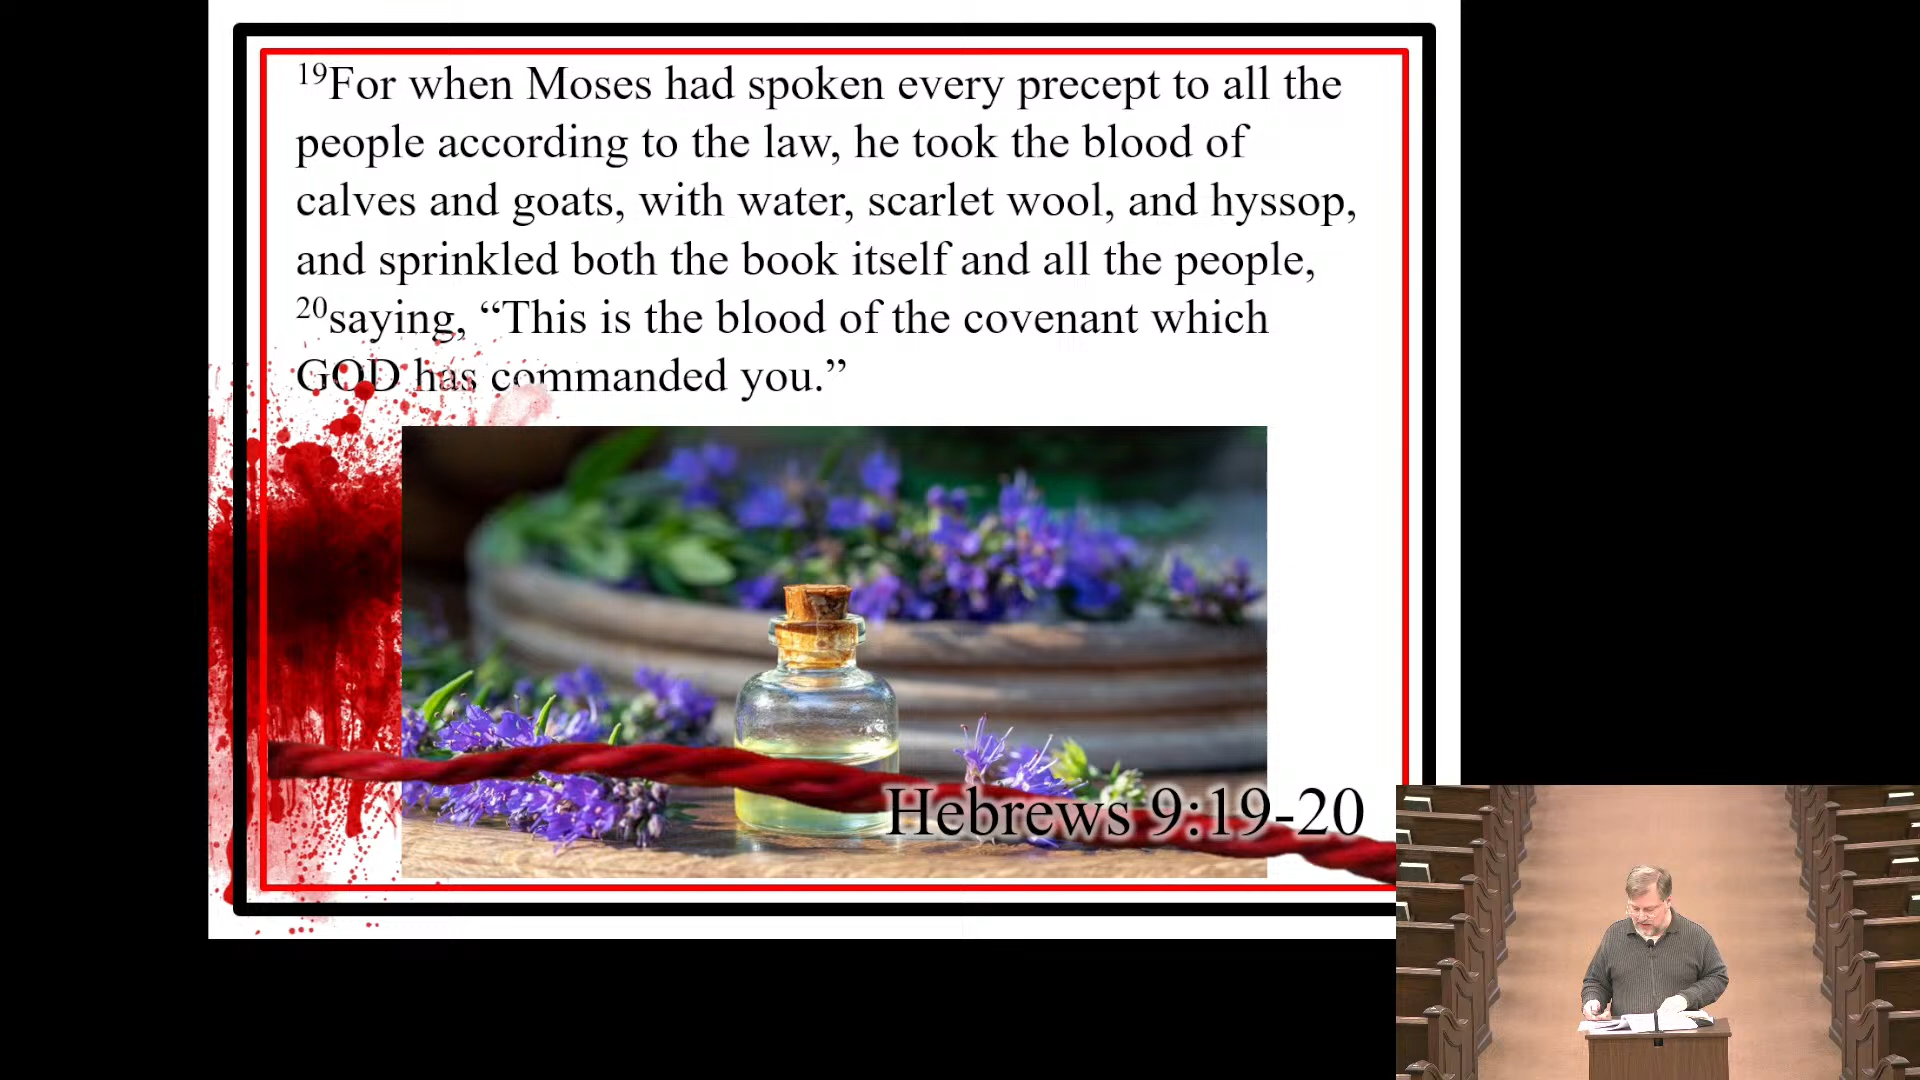 19For when Moses had spoken every precept to all the
people according to the law, he took the blood of
calves and goats, with water, scarlet wool, and hyssop,
and sprinkled both the book itself and all the people,
20saying, “This is the blood of the covenant which
GOD has commanded you.”
Hebrews 9:19-20